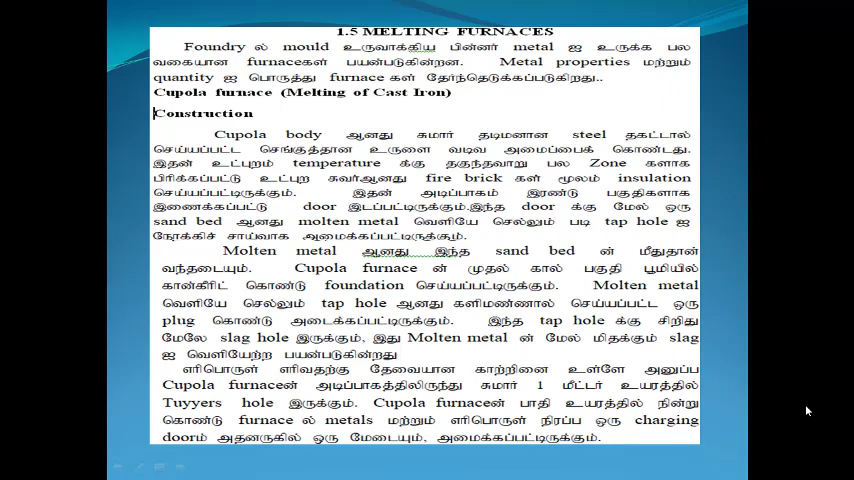 1.5 MELTING FURNACES
Foundry ல் mould உருவாக்கிய பின்னர் metal ஐ உருக்க பல
வகையான furnaceகள் பயன்படுகின்றன. Metal properties மற்றும்
quantity ஐ பொருத்து furnace கள் தேர்ந்தெடுக்கப்படுகிறது..
Cupola furnace (Melting of Cast Iron)
Construction
Cupola body ஆனது சுமார் தடிமனான steel தகட்டால்
செய்யப்பட்ட செங்குத்தான உருளை வடிவ அமைப்பைக் கொண்டது.
இதன் உட்புறம் temperature க்கு தகுந்தவாறு பல Zone களாக
பிரிக்கப்பட்டு உட்புற சுவர்ஆனது fire brick கள் மூலம் insulation
செய்யப்பட்டிருக்கும். இதன் அடிப்பாகம் இரண்டு பகுதிகளாக
இணைக்கப்பட்டு door இடப்பட்டிருக்கும்.இந்த door க்கு மேல் ஒரு
sand bed ஆனது molten metal வெளியே செல்லும் படி tap hole ஐ
நோக்கிச் சாய்வாக அமைக்கப்பட்டிருக்கும்.
Molten metal ஆனது இந்த sand bed ன் மீதுதான்
வந்தடையும். Cupola furnace ன் முதல் கால் பகுதி பூமியில்
கான்கீரிட் கொண்டு foundation செய்யப்பட்டிருக்கும். Molten metal
வெளியே செல்லும் tap hole ஆனது களிமண்ணால் செய்யப்பட்ட ஒரு
plug கொண்டு அடைக்கப்பட்டிருக்கும். இந்த tap hole க்கு சிறிது
மேலே slag hole இருக்கும், இது Molten metal ன் மேல் மிதக்கும் slag
ஐ வெளியேற்ற பயன்படுகின்றது
எரிபொருள் எரிவதற்கு தேவையான காற்றினை உள்ளே அனுப்ப
Cupola furnaceன் அடிப்பாகத்திலிருந்து சுமார் 1 மீட்டர் உயரத்தில்
Tuyyers hole இருக்கும். Cupola furnaceன் பாதி உயரத்தில் நின்று
கொண்டு furnace ல் metals மற்றும் எரிபொருள் நிரப்ப ஒரு charging
doorம் அதனருகில் ஒரு மேடையும், அமைக்கப்பட்டிருக்கும்.